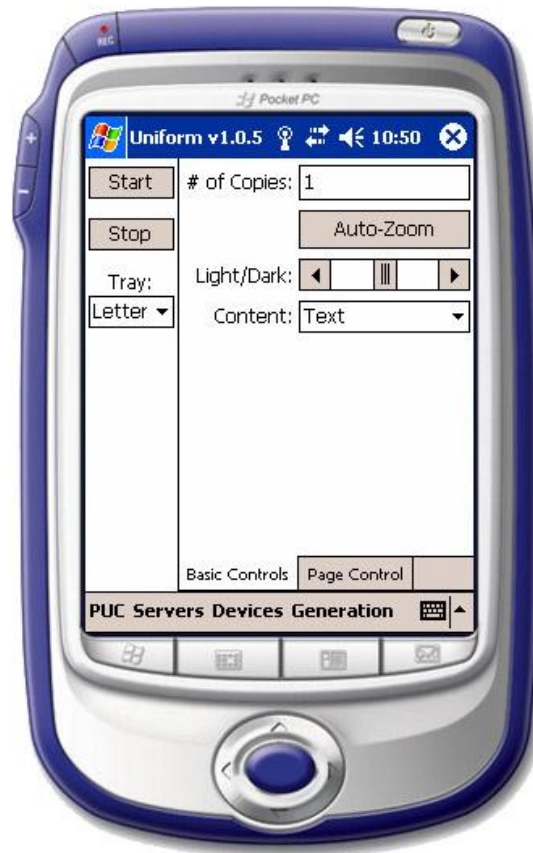 REC
Pocket PC
Uniform v1.0.5 10:50
Start
Stop
Tray:
Letter
# of Copies: 1
Auto-Zoom
Light/Dark:
Content: Text
Basic Controls Page Control
PUC Servers Devices Generation